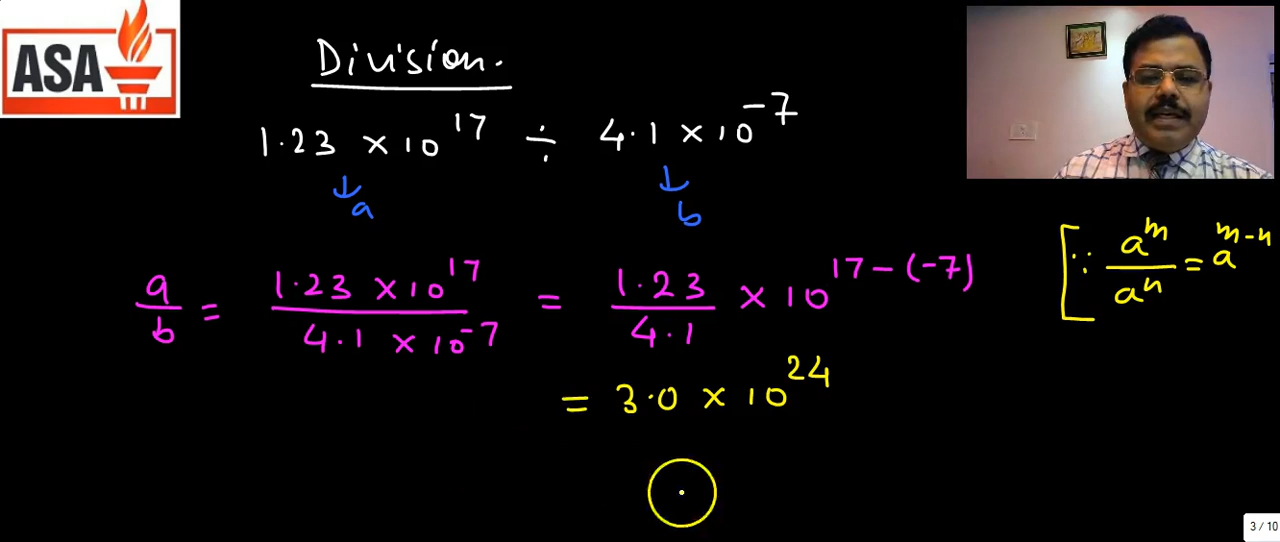 ASA
Division.
1.23 × 10^17 ÷ 4.1 × 10^-7
↓a ↓b
a/b = (1.23 × 10^17)/(4.1 × 10^-7) = 1.23/4.1 × 10^17-(-7) [∵ a^m/a^n = a^m-n
= 3.0 × 10^24
3 / 10